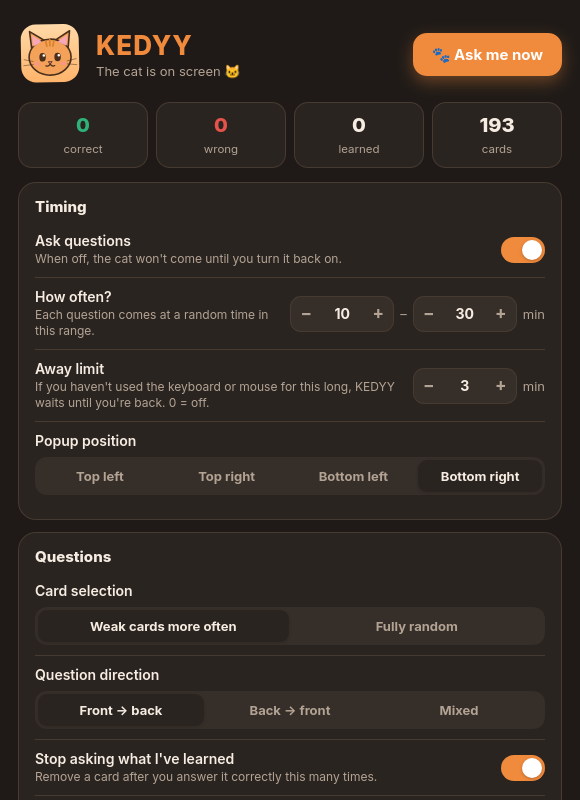 KEDYY
The cat is on screen 🐱
🐾 Ask me now
0
correct
0
wrong
0
learned
193
cards
Timing
Ask questions
When off, the cat won't come until you turn it back on.
How often?
Each question comes at a random time in
this range.
− 10 + – − 30 + min
Away limit
If you haven't used the keyboard or mouse for this long, KEDYY
waits until you're back. 0 = off.
− 3 + min
Popup position
Top left Top right Bottom left Bottom right
Questions
Card selection
Weak cards more often Fully random
Question direction
Front → back Back → front Mixed
Stop asking what I've learned
Remove a card after you answer it correctly this many times.